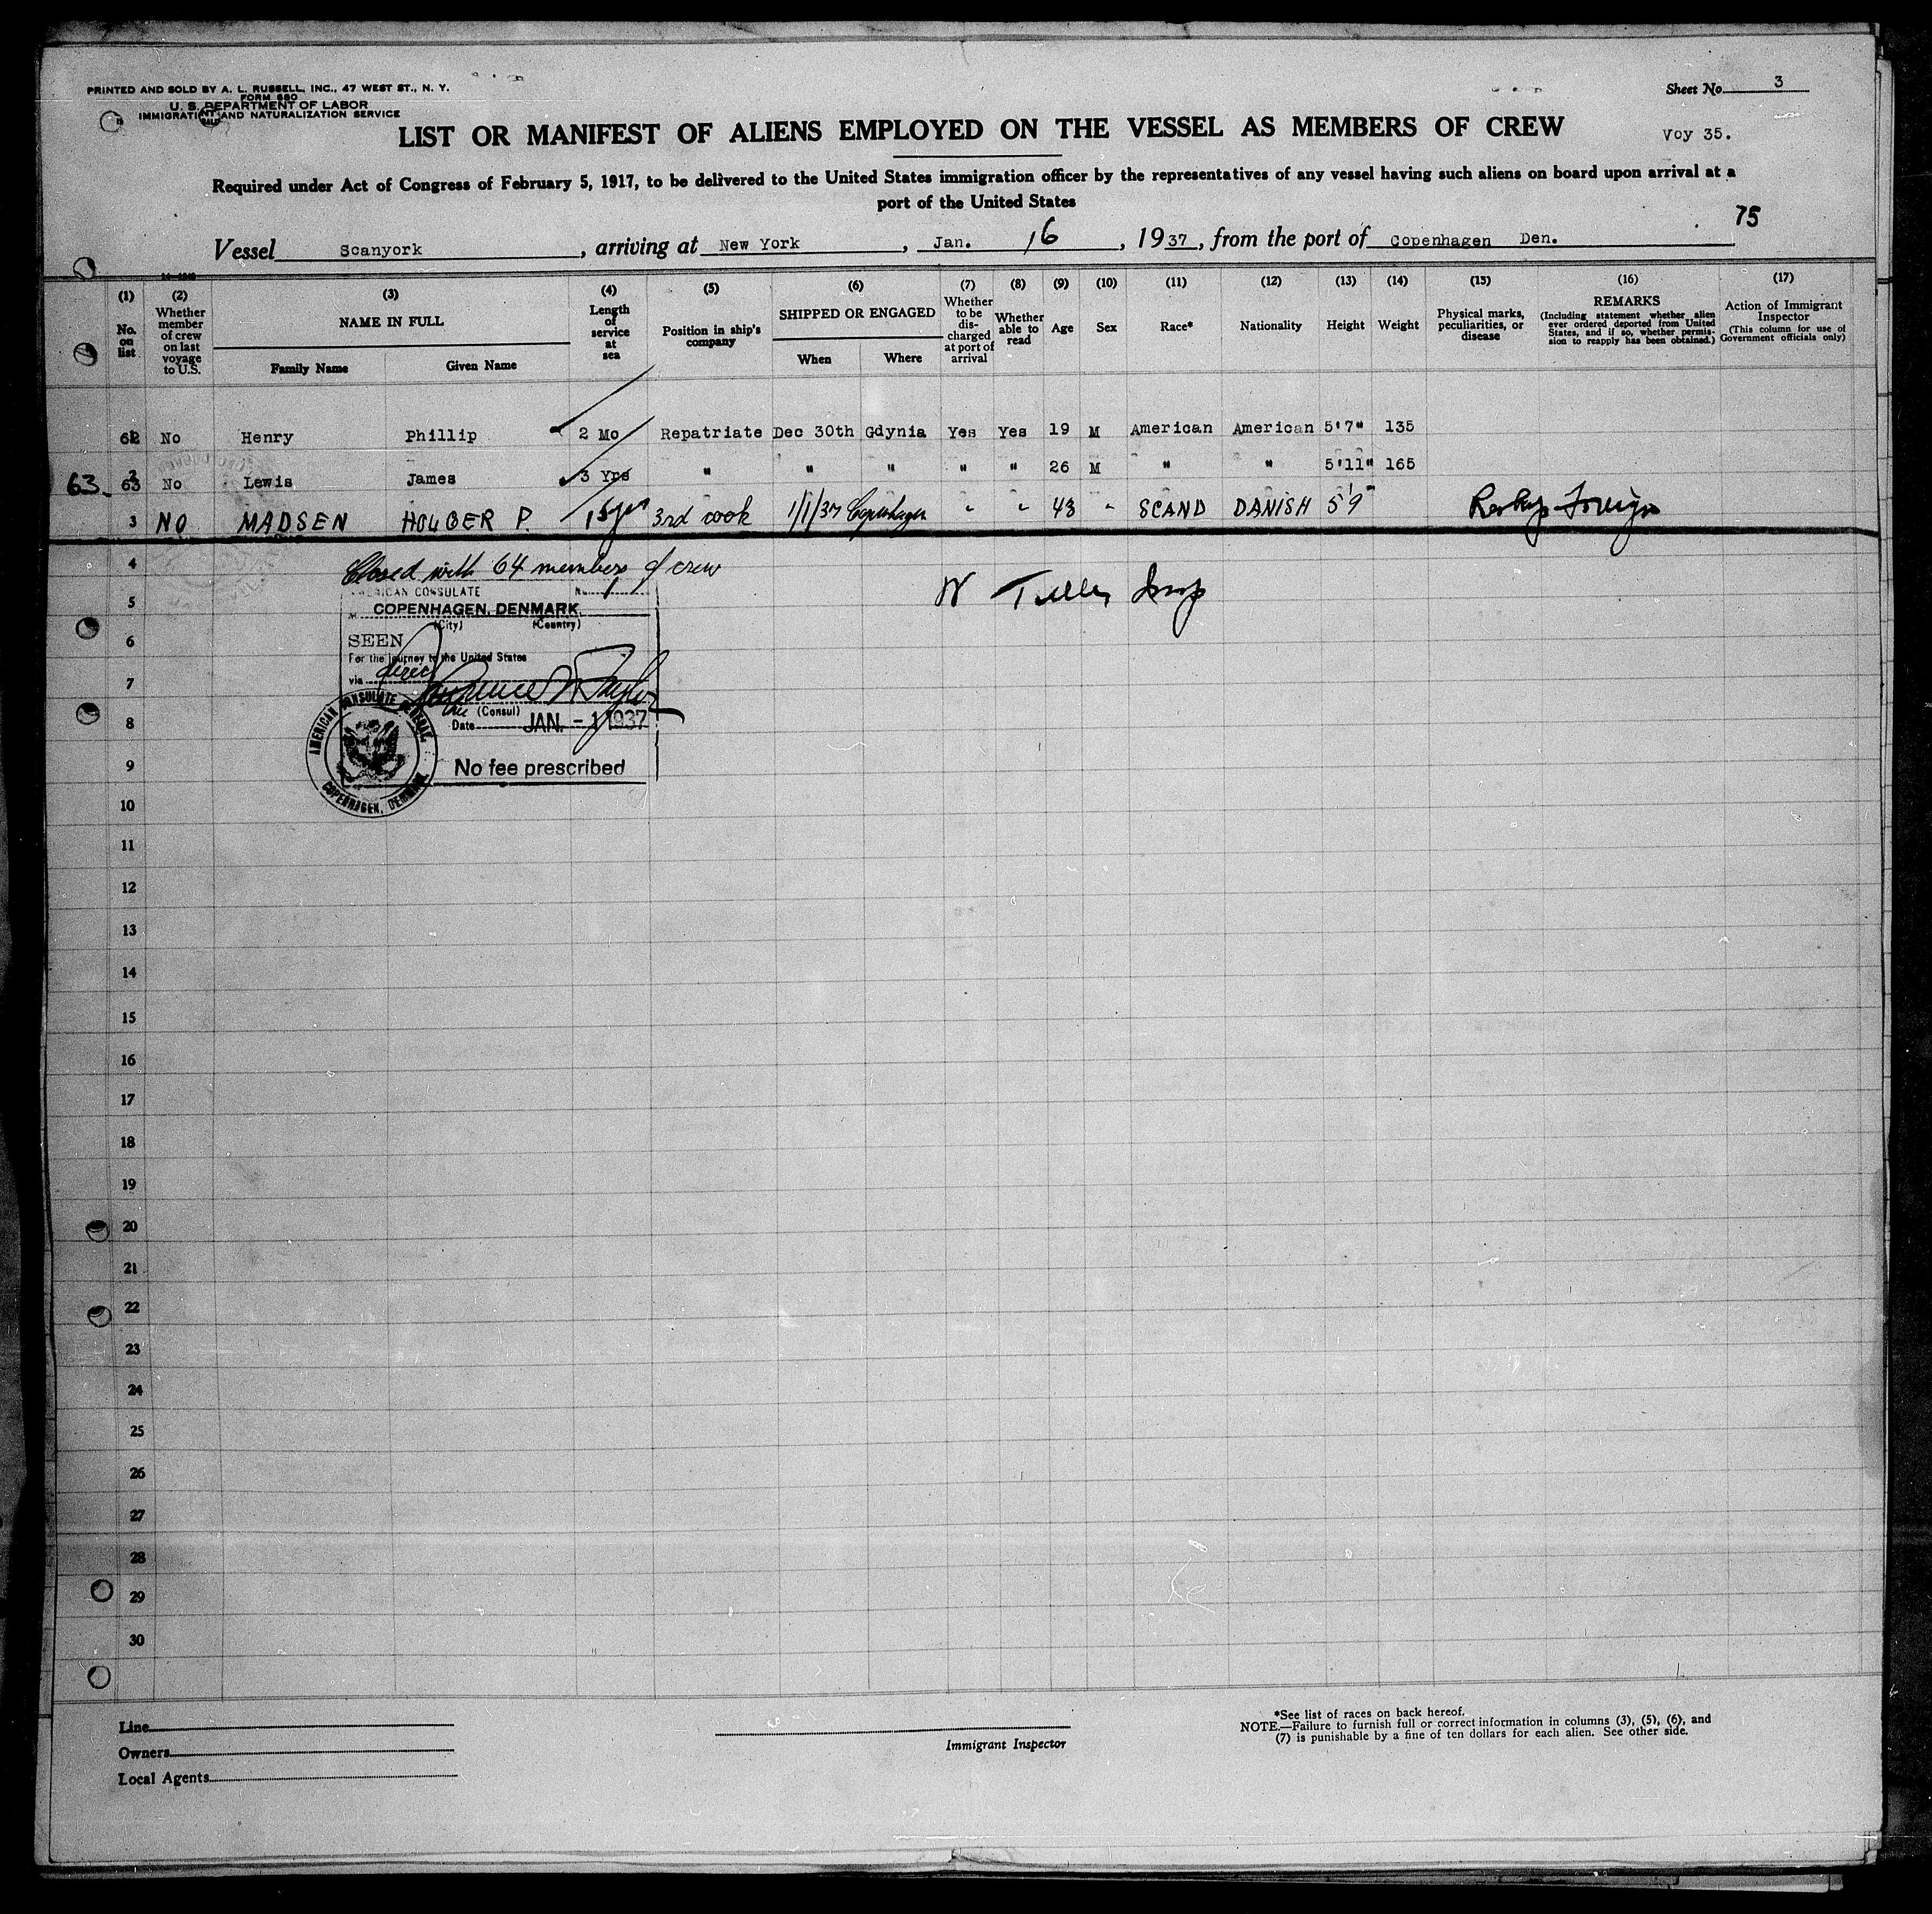 PRINTED AND SOLD BY A. L. RUSSELL, INC., 47 WEST ST., N. Y.
FORM 680
U. S. DEPARTMENT OF LABOR
IMMIGRATION AND NATURALIZATION SERVICE
Sheet No. 3
LIST OR MANIFEST OF ALIENS EMPLOYED ON THE VESSEL AS MEMBERS OF CREW
Voy 35.
Required under Act of Congress of February 5, 1917, to be delivered to the United States immigration officer by the representatives of any vessel having such aliens on board upon arrival at a
port of the United States
75
Vessel Scanyork, arriving at New York, Jan. 16, 1937, from the port of Copenhagen Den.
(1) No. on list
(2) Whether member of crew on last voyage to U.S.
(3) NAME IN FULL Family Name Given Name
(4) Length of service at sea
(5) Position in ship's company
(6) SHIPPED OR ENGAGED When Where
(7) Whether to be discharged at port of arrival
(8) Whether able to read
(9) Age
(10) Sex
(11) Race*
(12) Nationality
(13) Height
(14) Weight
(15) Physical marks, peculiarities, or disease
(16) REMARKS (Including statement whether alien ever ordered deported from United States, and if so, whether permission to reapply has been obtained.)
(17) Action of Immigrant Inspector (This column for use of Government officials only)
62 No Henry Phillip 2 Mo Repatriate Dec 30th Gdynia Yes Yes 19 M American American 5'7" 135
63 2 63 No Lewis James 3 Yrs " " " " " 26 M " " 5'11" 165
3 NO MADSEN HOLGER P. 15 yrs 3rd cook 1/1/37 Copenhagen " " 43 " SCAND DANISH 5'9" Foreign
Closed with 64 members of crew
4
AMERICAN CONSULATE No. 1
5
COPENHAGEN, DENMARK.
(City) (Country)
6
SEEN
For the journey to the United States
7
via direct
(Consul)
8
Date JAN. -1 1937
AMERICAN CONSULATE GENERAL
COPENHAGEN, DENMARK.
9
No fee prescribed
10
11
12
13
14
15
16
17
18
19
20
21
22
23
24
25
26
27
28
29
30
Line
Owners
Local Agents
Immigrant Inspector
*See list of races on back hereof.
NOTE.—Failure to furnish full or correct information in columns (3), (5), (6), and
(7) is punishable by a fine of ten dollars for each alien. See other side.